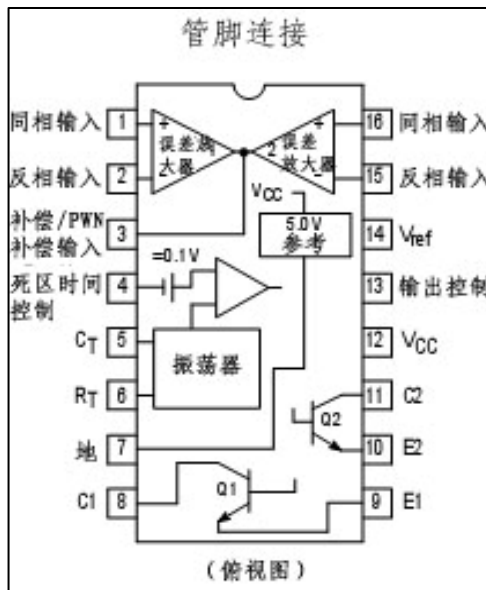 管脚连接
同相输入 1 + 误差放大器 1 2 误差放大器 + 16 同相输入
反相输入 2 - - 15 反相输入
补偿/PWN
补偿输入 3
VCC
5.0V
参考
14 Vref
死区时间
控制 4
=0.1V
13 输出控制
CT 5
振荡器
12 VCC
RT 6
11 C2
Q2
地 7
10 E2
C1 8
Q1
9 E1
(俯视图)